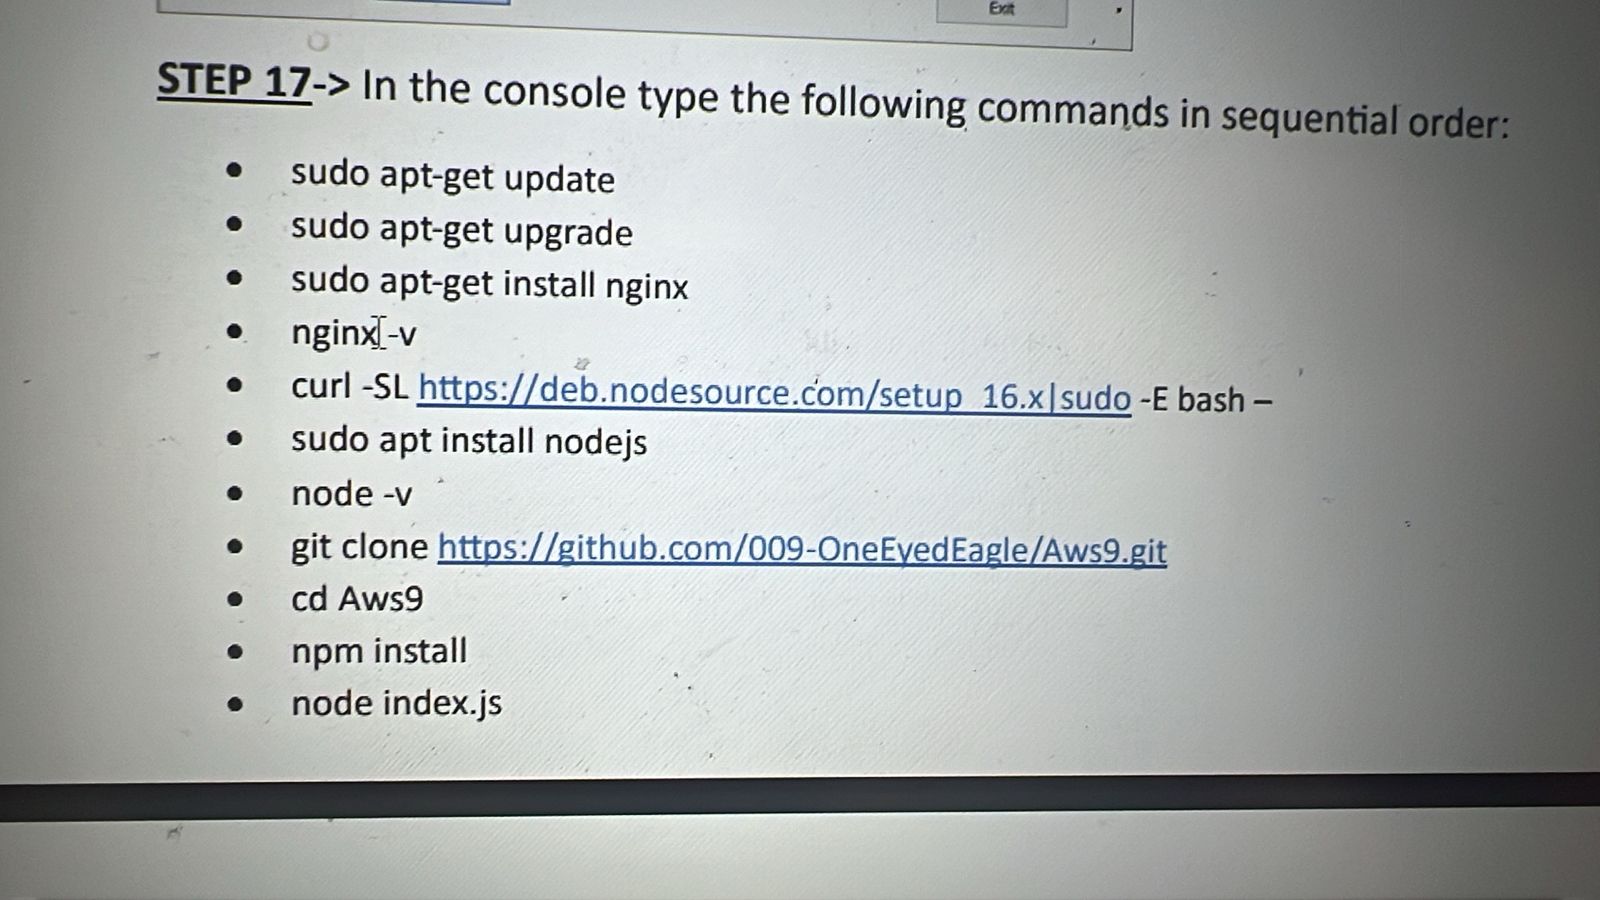 Exit
STEP 17-> In the console type the following commands in sequential order:
• sudo apt-get update
• sudo apt-get upgrade
• sudo apt-get install nginx
• nginx -v
• curl -SL https://deb.nodesource.com/setup_16.x|sudo -E bash –
• sudo apt install nodejs
• node -v
• git clone https://github.com/009-OneEyedEagle/Aws9.git
• cd Aws9
• npm install
• node index.js